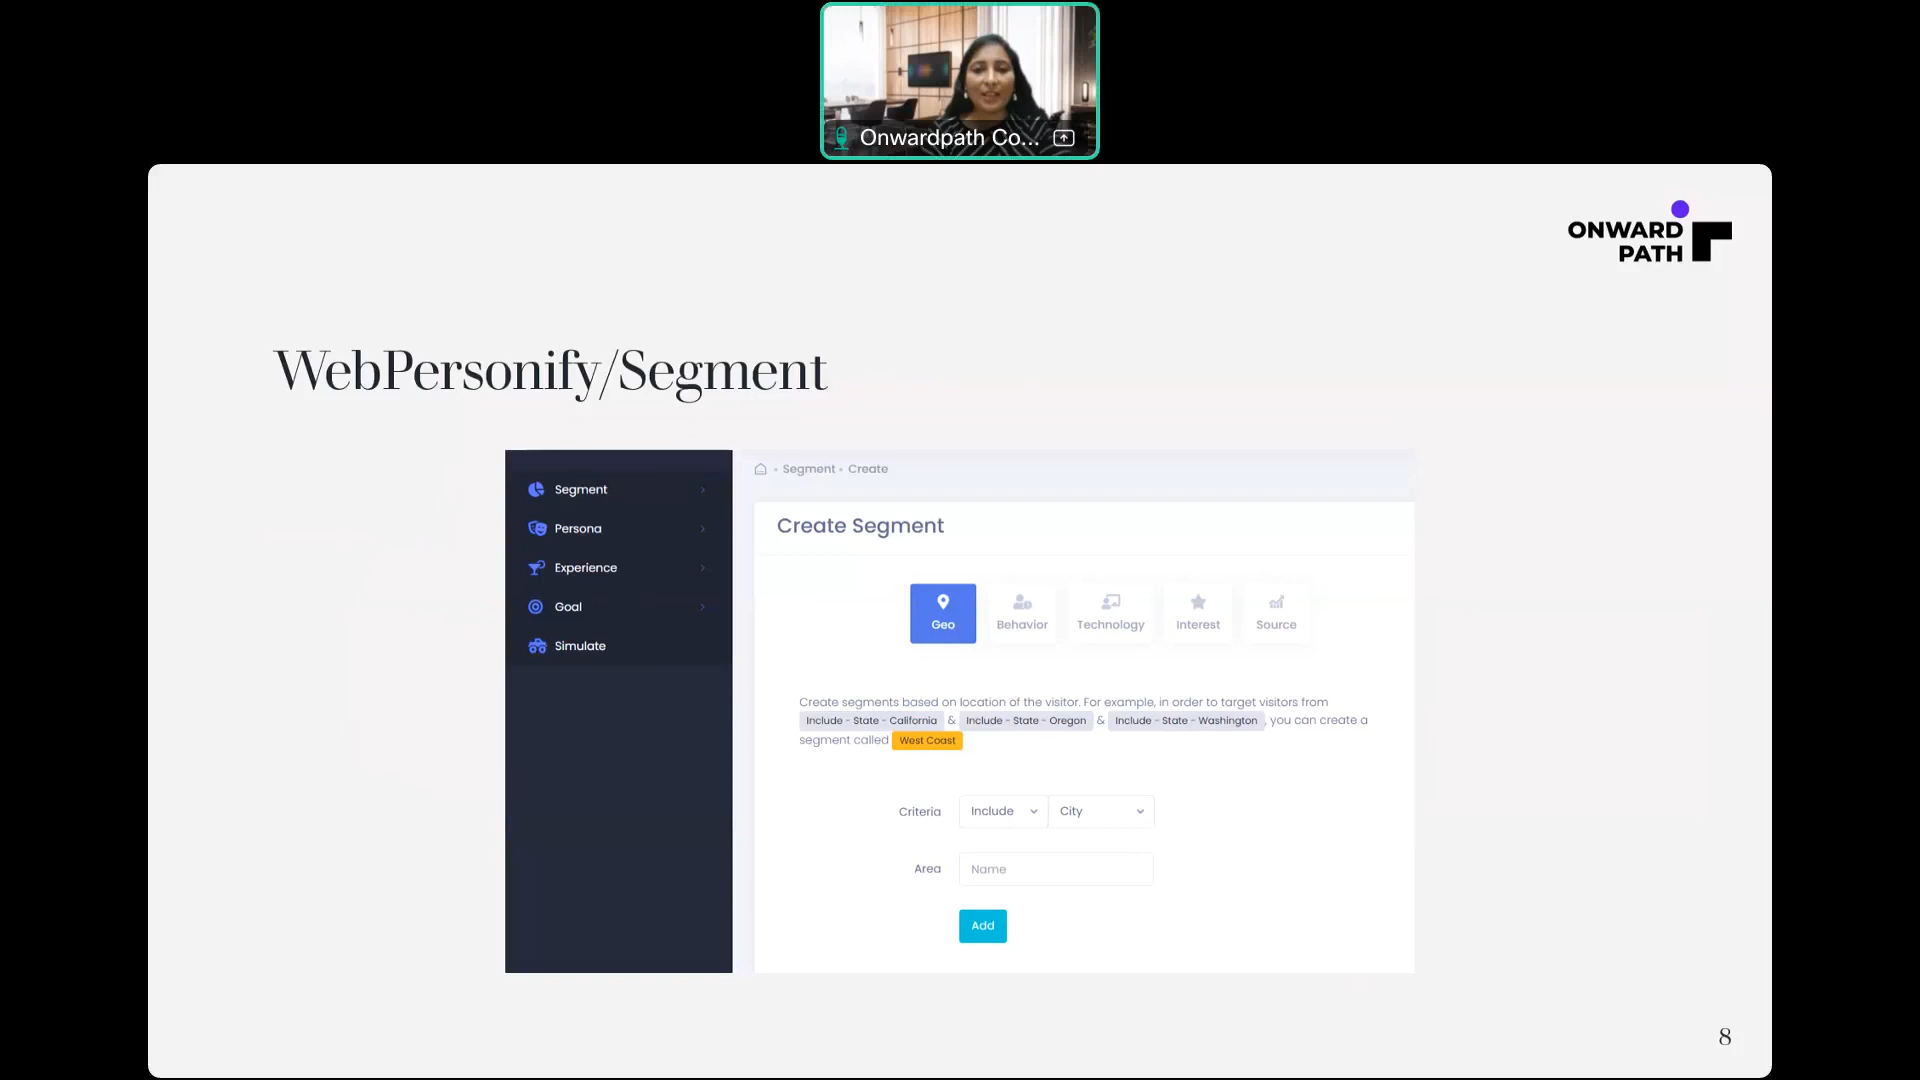 Onwardpath Co...
ONWARD
PATH
WebPersonify/Segment
Segment
Persona
Experience
Goal
Simulate
Segment • Create
Create Segment
Geo
Behavior
Technology
Interest
Source
Create segments based on location of the visitor. For example, in order to target visitors from
Include - State - California & Include - State - Oregon & Include - State - Washington , you can create a
segment called West Coast
Criteria Include City
Area Name
Add
8